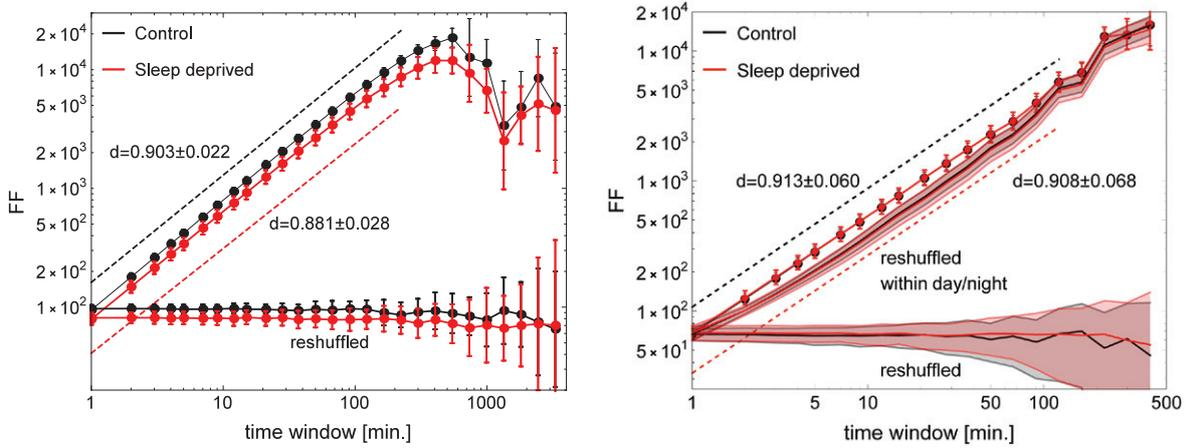 Control
Sleep deprived
d=0.903±0.022
d=0.881±0.028
reshuffled
FF
2 × 10⁴
1 × 10⁴
5 × 10³
2 × 10³
1 × 10³
5 × 10²
2 × 10²
1 × 10²
1
10
100
1000
time window [min.]
Control
Sleep deprived
d=0.913±0.060
d=0.908±0.068
reshuffled
within day/night
reshuffled
FF
2 × 10⁴
1 × 10⁴
5 × 10³
2 × 10³
1 × 10³
5 × 10²
2 × 10²
1 × 10²
5 × 10¹
1
5
10
50
100
500
time window [min.]